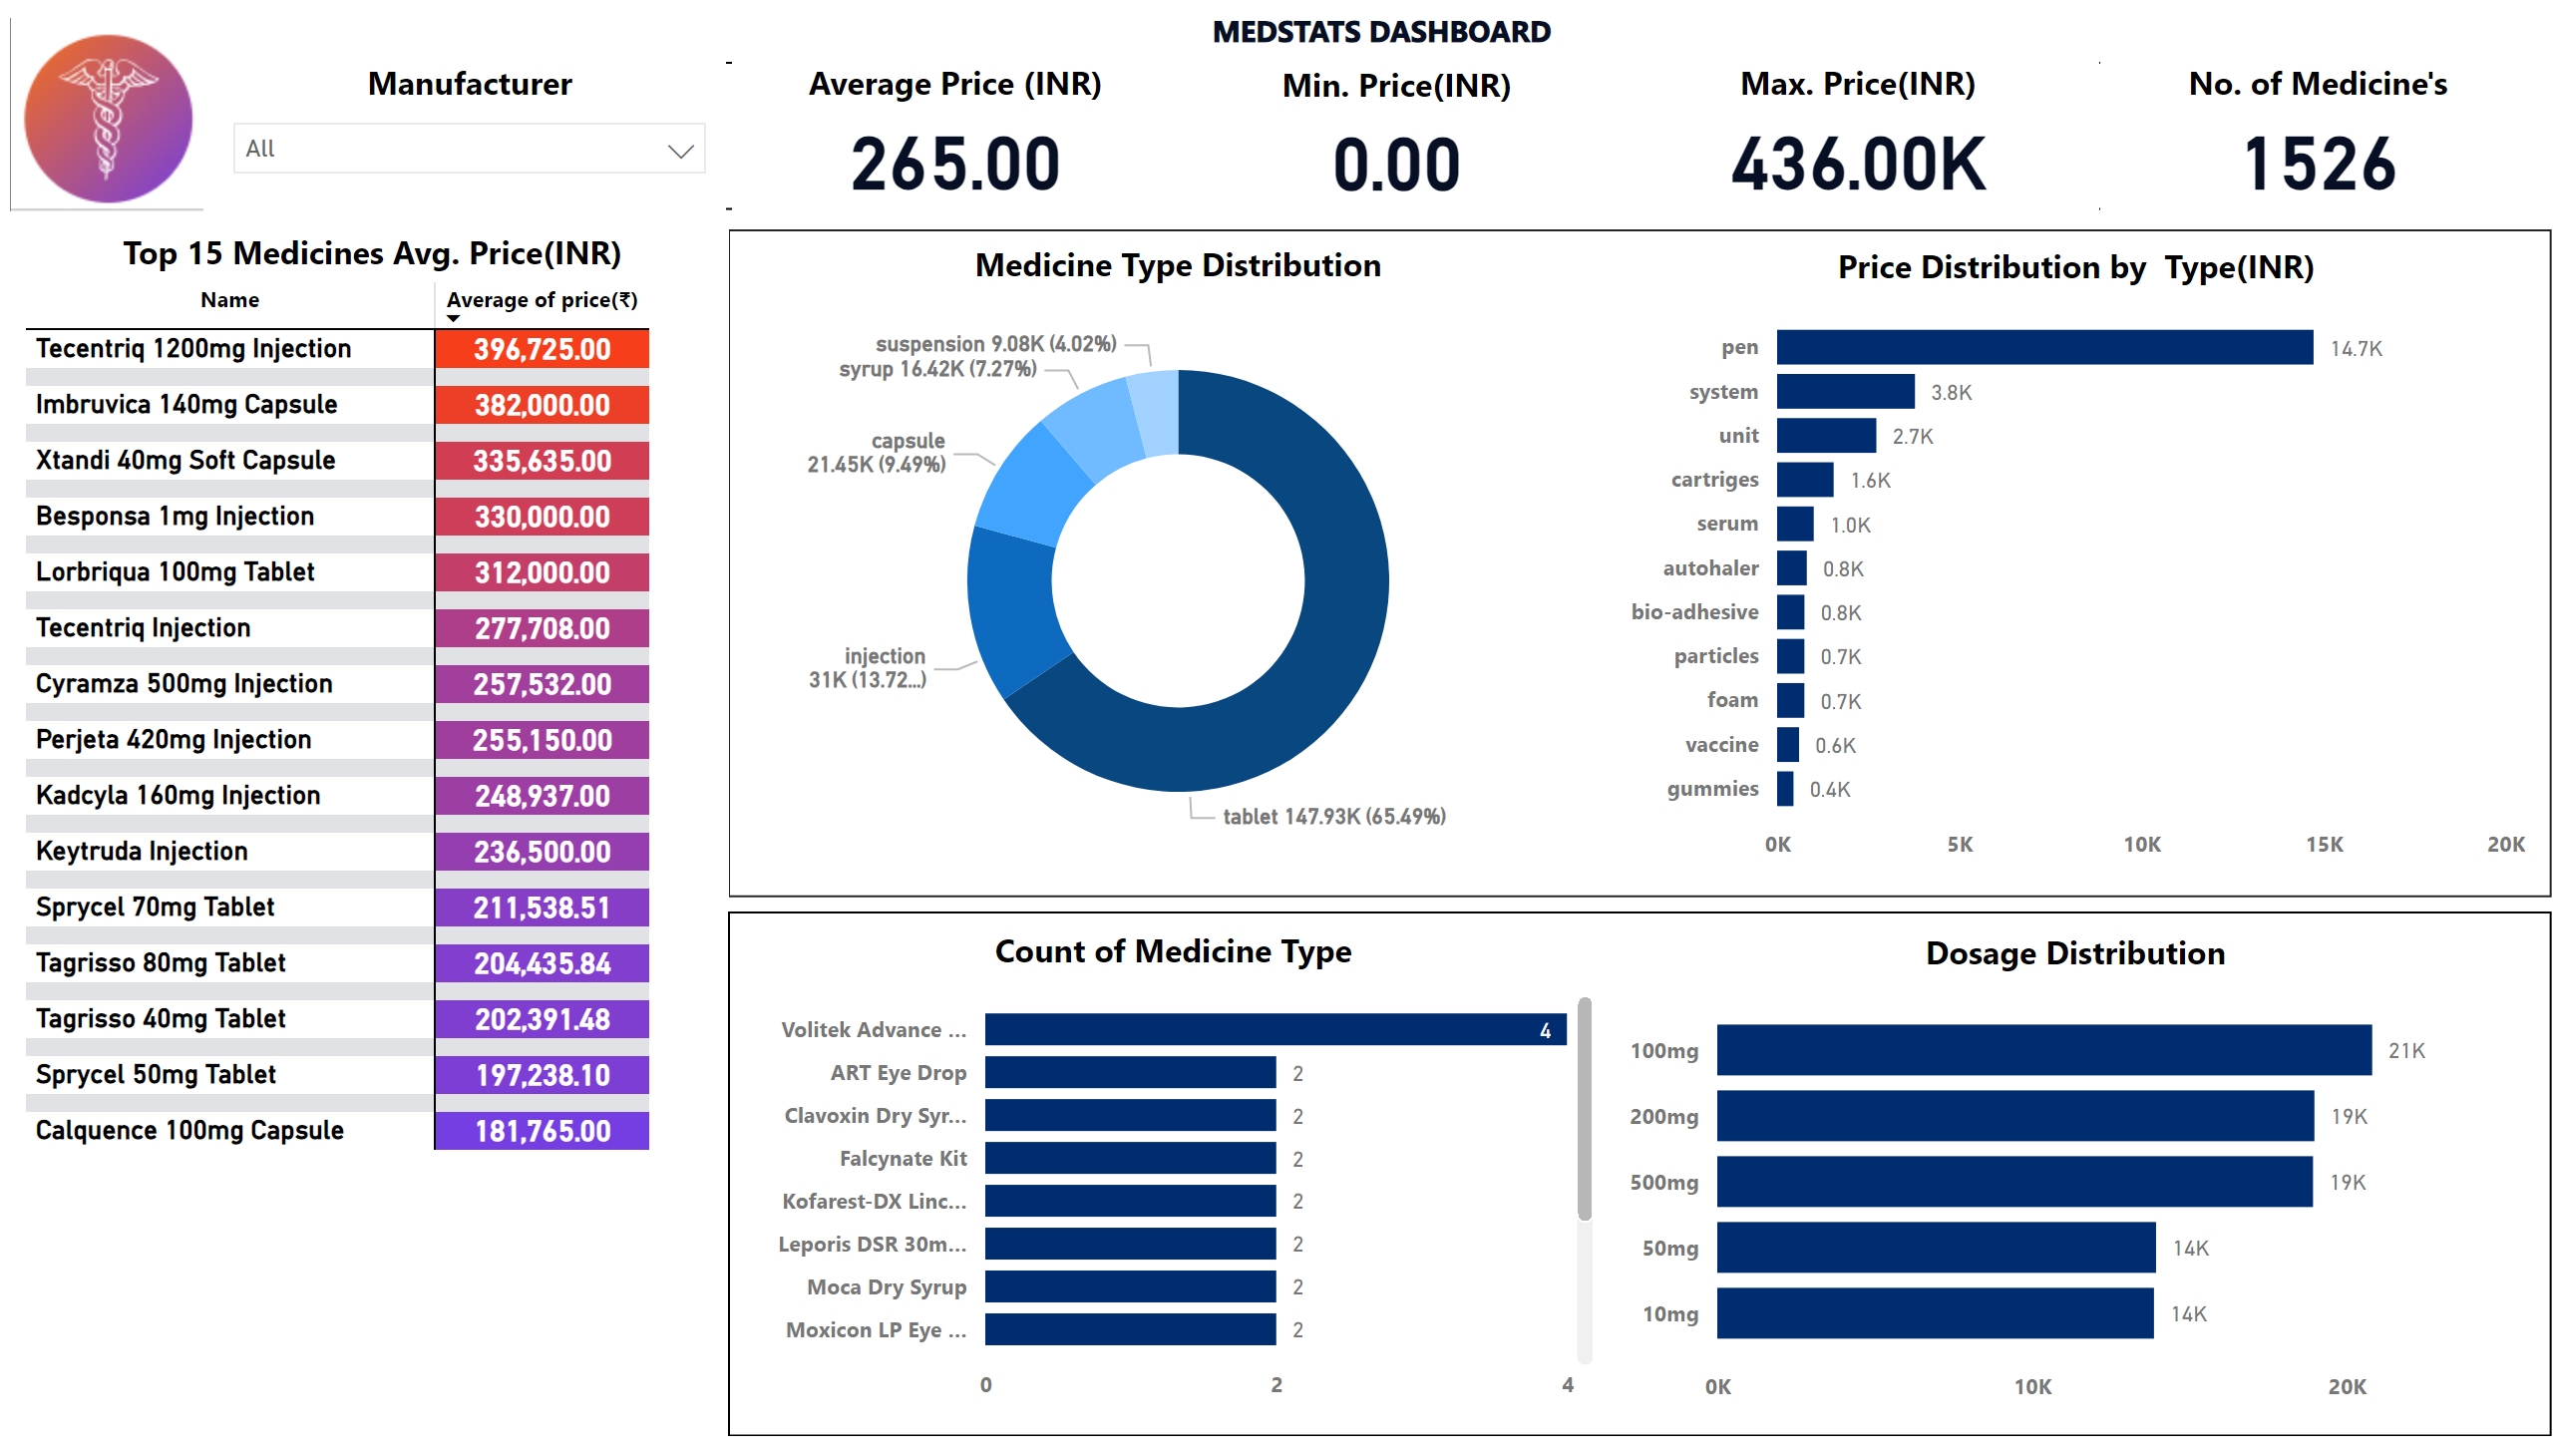 MEDSTATS DASHBOARD
Manufacturer
All
Average Price (INR)
265.00
Min. Price(INR)
0.00
Max. Price(INR)
436.00K
No. of Medicine's
1526
Top 15 Medicines Avg. Price(INR)
Name Average of price(₹)
Tecentriq 1200mg Injection 396,725.00
Imbruvica 140mg Capsule 382,000.00
Xtandi 40mg Soft Capsule 335,635.00
Besponsa 1mg Injection 330,000.00
Lorbriqua 100mg Tablet 312,000.00
Tecentriq Injection 277,708.00
Cyramza 500mg Injection 257,532.00
Perjeta 420mg Injection 255,150.00
Kadcyla 160mg Injection 248,937.00
Keytruda Injection 236,500.00
Sprycel 70mg Tablet 211,538.51
Tagrisso 80mg Tablet 204,435.84
Tagrisso 40mg Tablet 202,391.48
Sprycel 50mg Tablet 197,238.10
Calquence 100mg Capsule 181,765.00
Medicine Type Distribution
suspension 9.08K (4.02%)
syrup 16.42K (7.27%)
capsule
21.45K (9.49%)
injection
31K (13.72...)
tablet 147.93K (65.49%)
Price Distribution by  Type(INR)
pen 14.7K
system 3.8K
unit 2.7K
cartriges 1.6K
serum 1.0K
autohaler 0.8K
bio-adhesive 0.8K
particles 0.7K
foam 0.7K
vaccine 0.6K
gummies 0.4K
0K 5K 10K 15K 20K
Count of Medicine Type
Volitek Advance ... 4
ART Eye Drop 2
Clavoxin Dry Syr... 2
Falcynate Kit 2
Kofarest-DX Linc... 2
Leporis DSR 30m... 2
Moca Dry Syrup 2
Moxicon LP Eye ... 2
0 2 4
Dosage Distribution
100mg 21K
200mg 19K
500mg 19K
50mg 14K
10mg 14K
0K 10K 20K